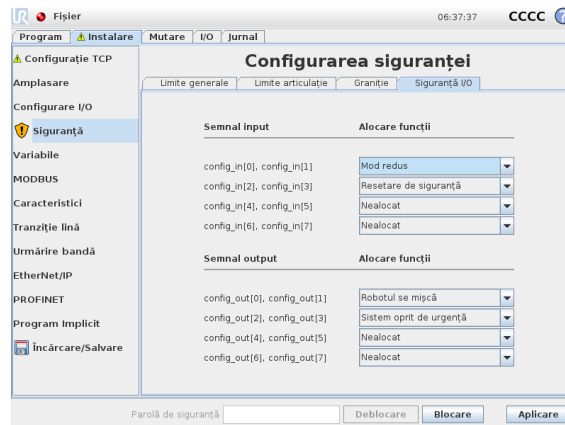 Fișier 06:37:37 CCCC ?
Program Instalare Mutare I/O Jurnal
Configurație TCP
Amplasare
Configurare I/O
Siguranță
Variabile
MODBUS
Caracteristici
Tranziție lină
Urmărire bandă
EtherNet/IP
PROFINET
Program Implicit
Încărcare/Salvare
Configurarea siguranței
Limite generale Limite articulație Graniție Siguranță I/O
Semnal input Alocare funcții
config_in[0], config_in[1] Mod redus
config_in[2], config_in[3] Resetare de siguranță
config_in[4], config_in[5] Nealocat
config_in[6], config_in[7] Nealocat
Semnal output Alocare funcții
config_out[0], config_out[1] Robotul se mișcă
config_out[2], config_out[3] Sistem oprit de urgență
config_out[4], config_out[5] Nealocat
config_out[6], config_out[7] Nealocat
Parolă de siguranță Deblocare Blocare Aplicare